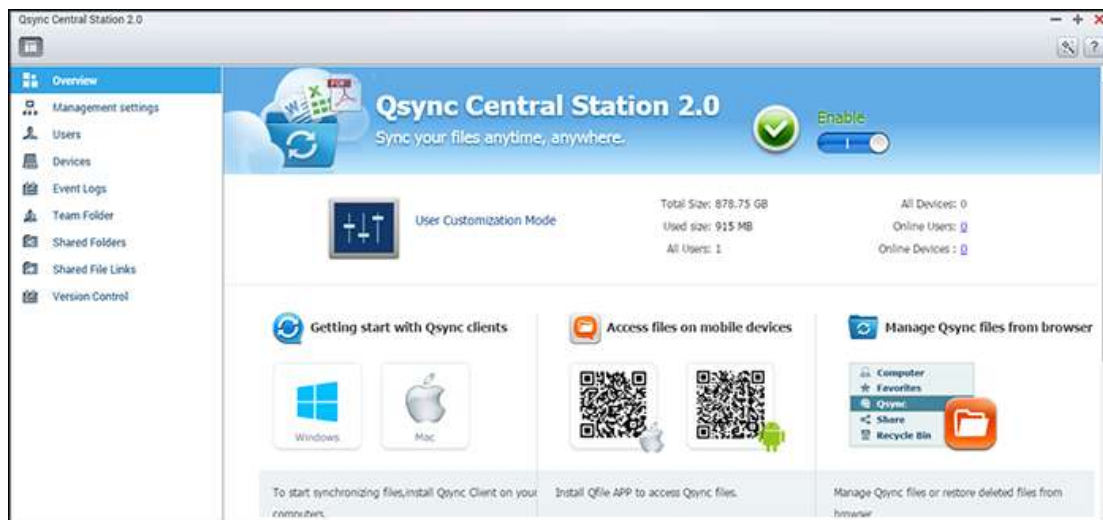 Qsync Central Station 2.0
Overview
Management settings
Users
Devices
Event Logs
Team Folder
Shared Folders
Shared File Links
Version Control
Qsync Central Station 2.0
Sync your files anytime, anywhere.
Enable
User Customization Mode
Total Size: 878.75 GB
Used size: 915 MB
All Users: 1
All Devices: 0
Online Users: 0
Online Devices : 0
Getting start with Qsync clients
Windows
Mac
To start synchronizing files,install Qsync Client on your
computers.
Access files on mobile devices
Install Qfile APP to access Qsync files.
Manage Qsync files from browser
Computer
Favorites
Qsync
Share
Recycle Bin
Manage Qsync files or restore deleted files from
browser